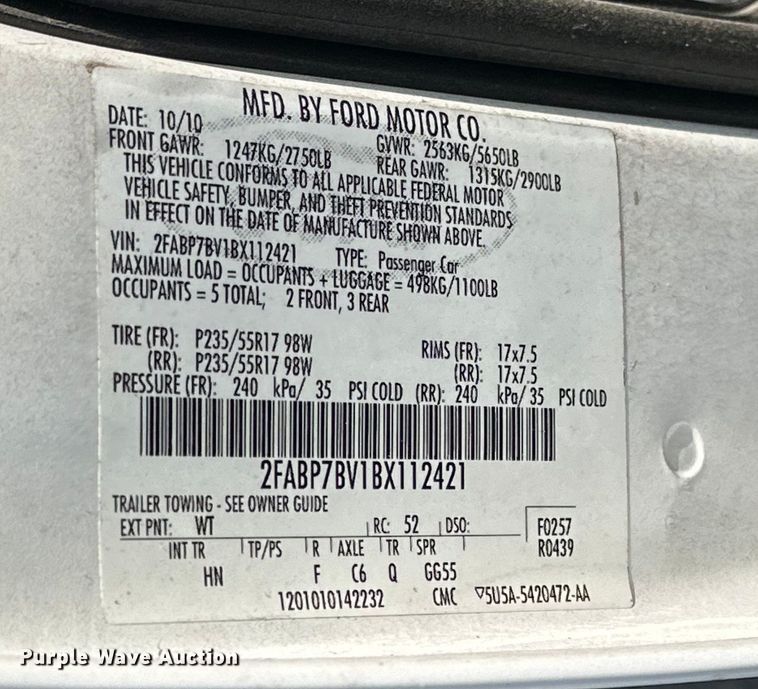 MFD. BY FORD MOTOR CO.
DATE: 10/10 GVWR: 2563KG/5650LB
FRONT GAWR: 1247KG/2750LB REAR GAWR: 1315KG/2900LB
THIS VEHICLE CONFORMS TO ALL APPLICABLE FEDERAL MOTOR
VEHICLE SAFETY, BUMPER, AND THEFT PREVENTION STANDARDS
IN EFFECT ON THE DATE OF MANUFACTURE SHOWN ABOVE.
VIN: 2FABP7BV1BX112421 TYPE: Passenger Car
MAXIMUM LOAD = OCCUPANTS + LUGGAGE = 498KG/1100LB
OCCUPANTS = 5 TOTAL; 2 FRONT, 3 REAR
TIRE (FR): P235/55R17 98W RIMS (FR): 17x7.5
(RR): P235/55R17 98W (RR): 17x7.5
PRESSURE (FR): 240 kPa/ 35 PSI COLD (RR): 240 kPa/ 35 PSI COLD
2FABP7BV1BX112421
TRAILER TOWING - SEE OWNER GUIDE
EXT PNT: WT RC: 52 DSO: F0257
INT TR TP/PS R AXLE TR SPR R0439
HN F C6 Q GG55
1201010142232 CMC ▽5U5A-5420472-AA
Purple Wave Auction